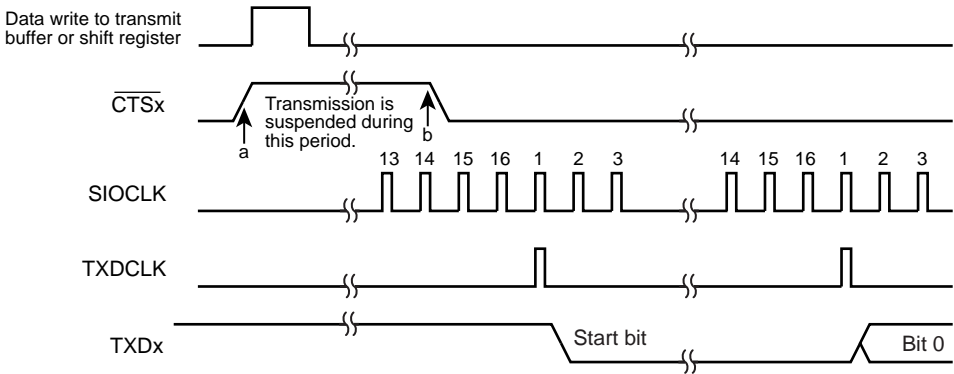 Data write to transmit
buffer or shift register
CTSx
Transmission is
suspended during
this period.
a
b
13 14 15 16 1 2 3 14 15 16 1 2 3
SIOCLK
TXDCLK
TXDx
Start bit
Bit 0